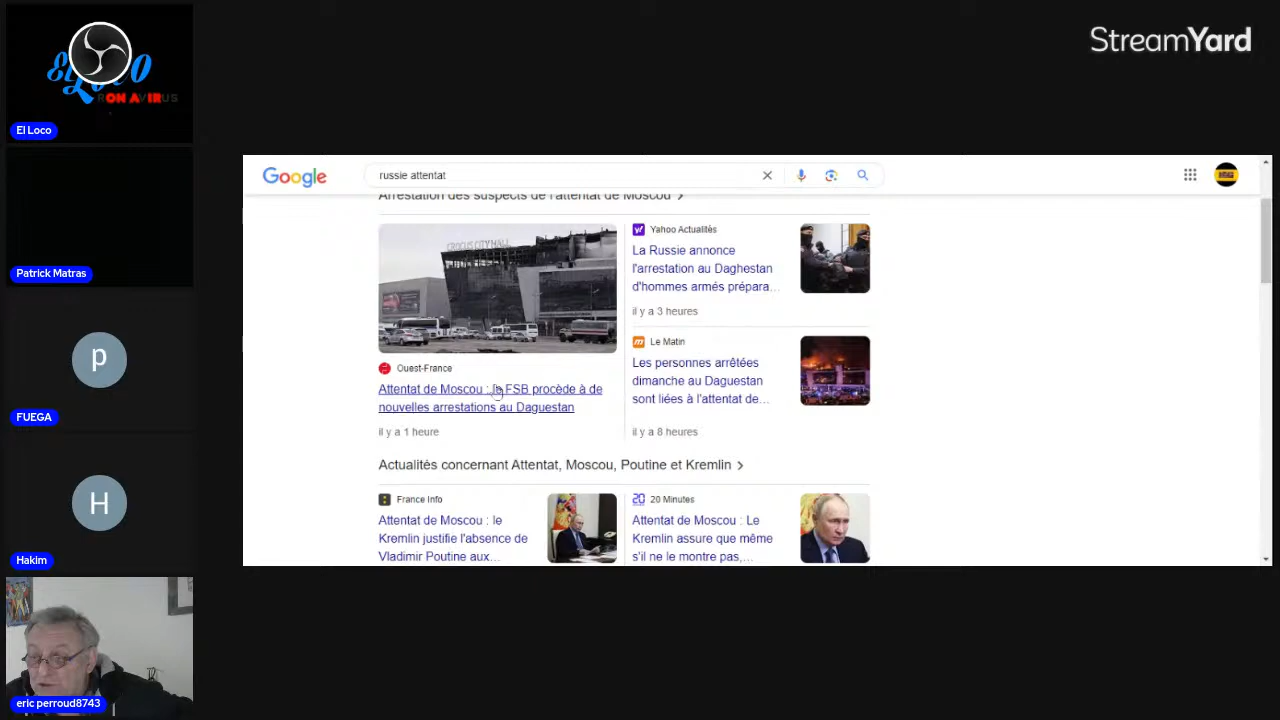 El Loco
Patrick Matras
P
FUEGA
H
Hakim
eric perroud8743
StreamYard
Google
russie attentat
Arrestation des suspects de l'attentat de Moscou >
CROCUS CITY HALL
Ouest-France
Attentat de Moscou : le FSB procède à de
nouvelles arrestations au Daguestan
il y a 1 heure
Yahoo Actualités
La Russie annonce
l'arrestation au Daghestan
d'hommes armés prépara...
il y a 3 heures
Le Matin
Les personnes arrêtées
dimanche au Daguestan
sont liées à l'attentat de...
il y a 8 heures
Actualités concernant Attentat, Moscou, Poutine et Kremlin >
France Info
Attentat de Moscou : le
Kremlin justifie l'absence de
Vladimir Poutine aux...
20 Minutes
Attentat de Moscou : Le
Kremlin assure que même
s'il ne le montre pas,...